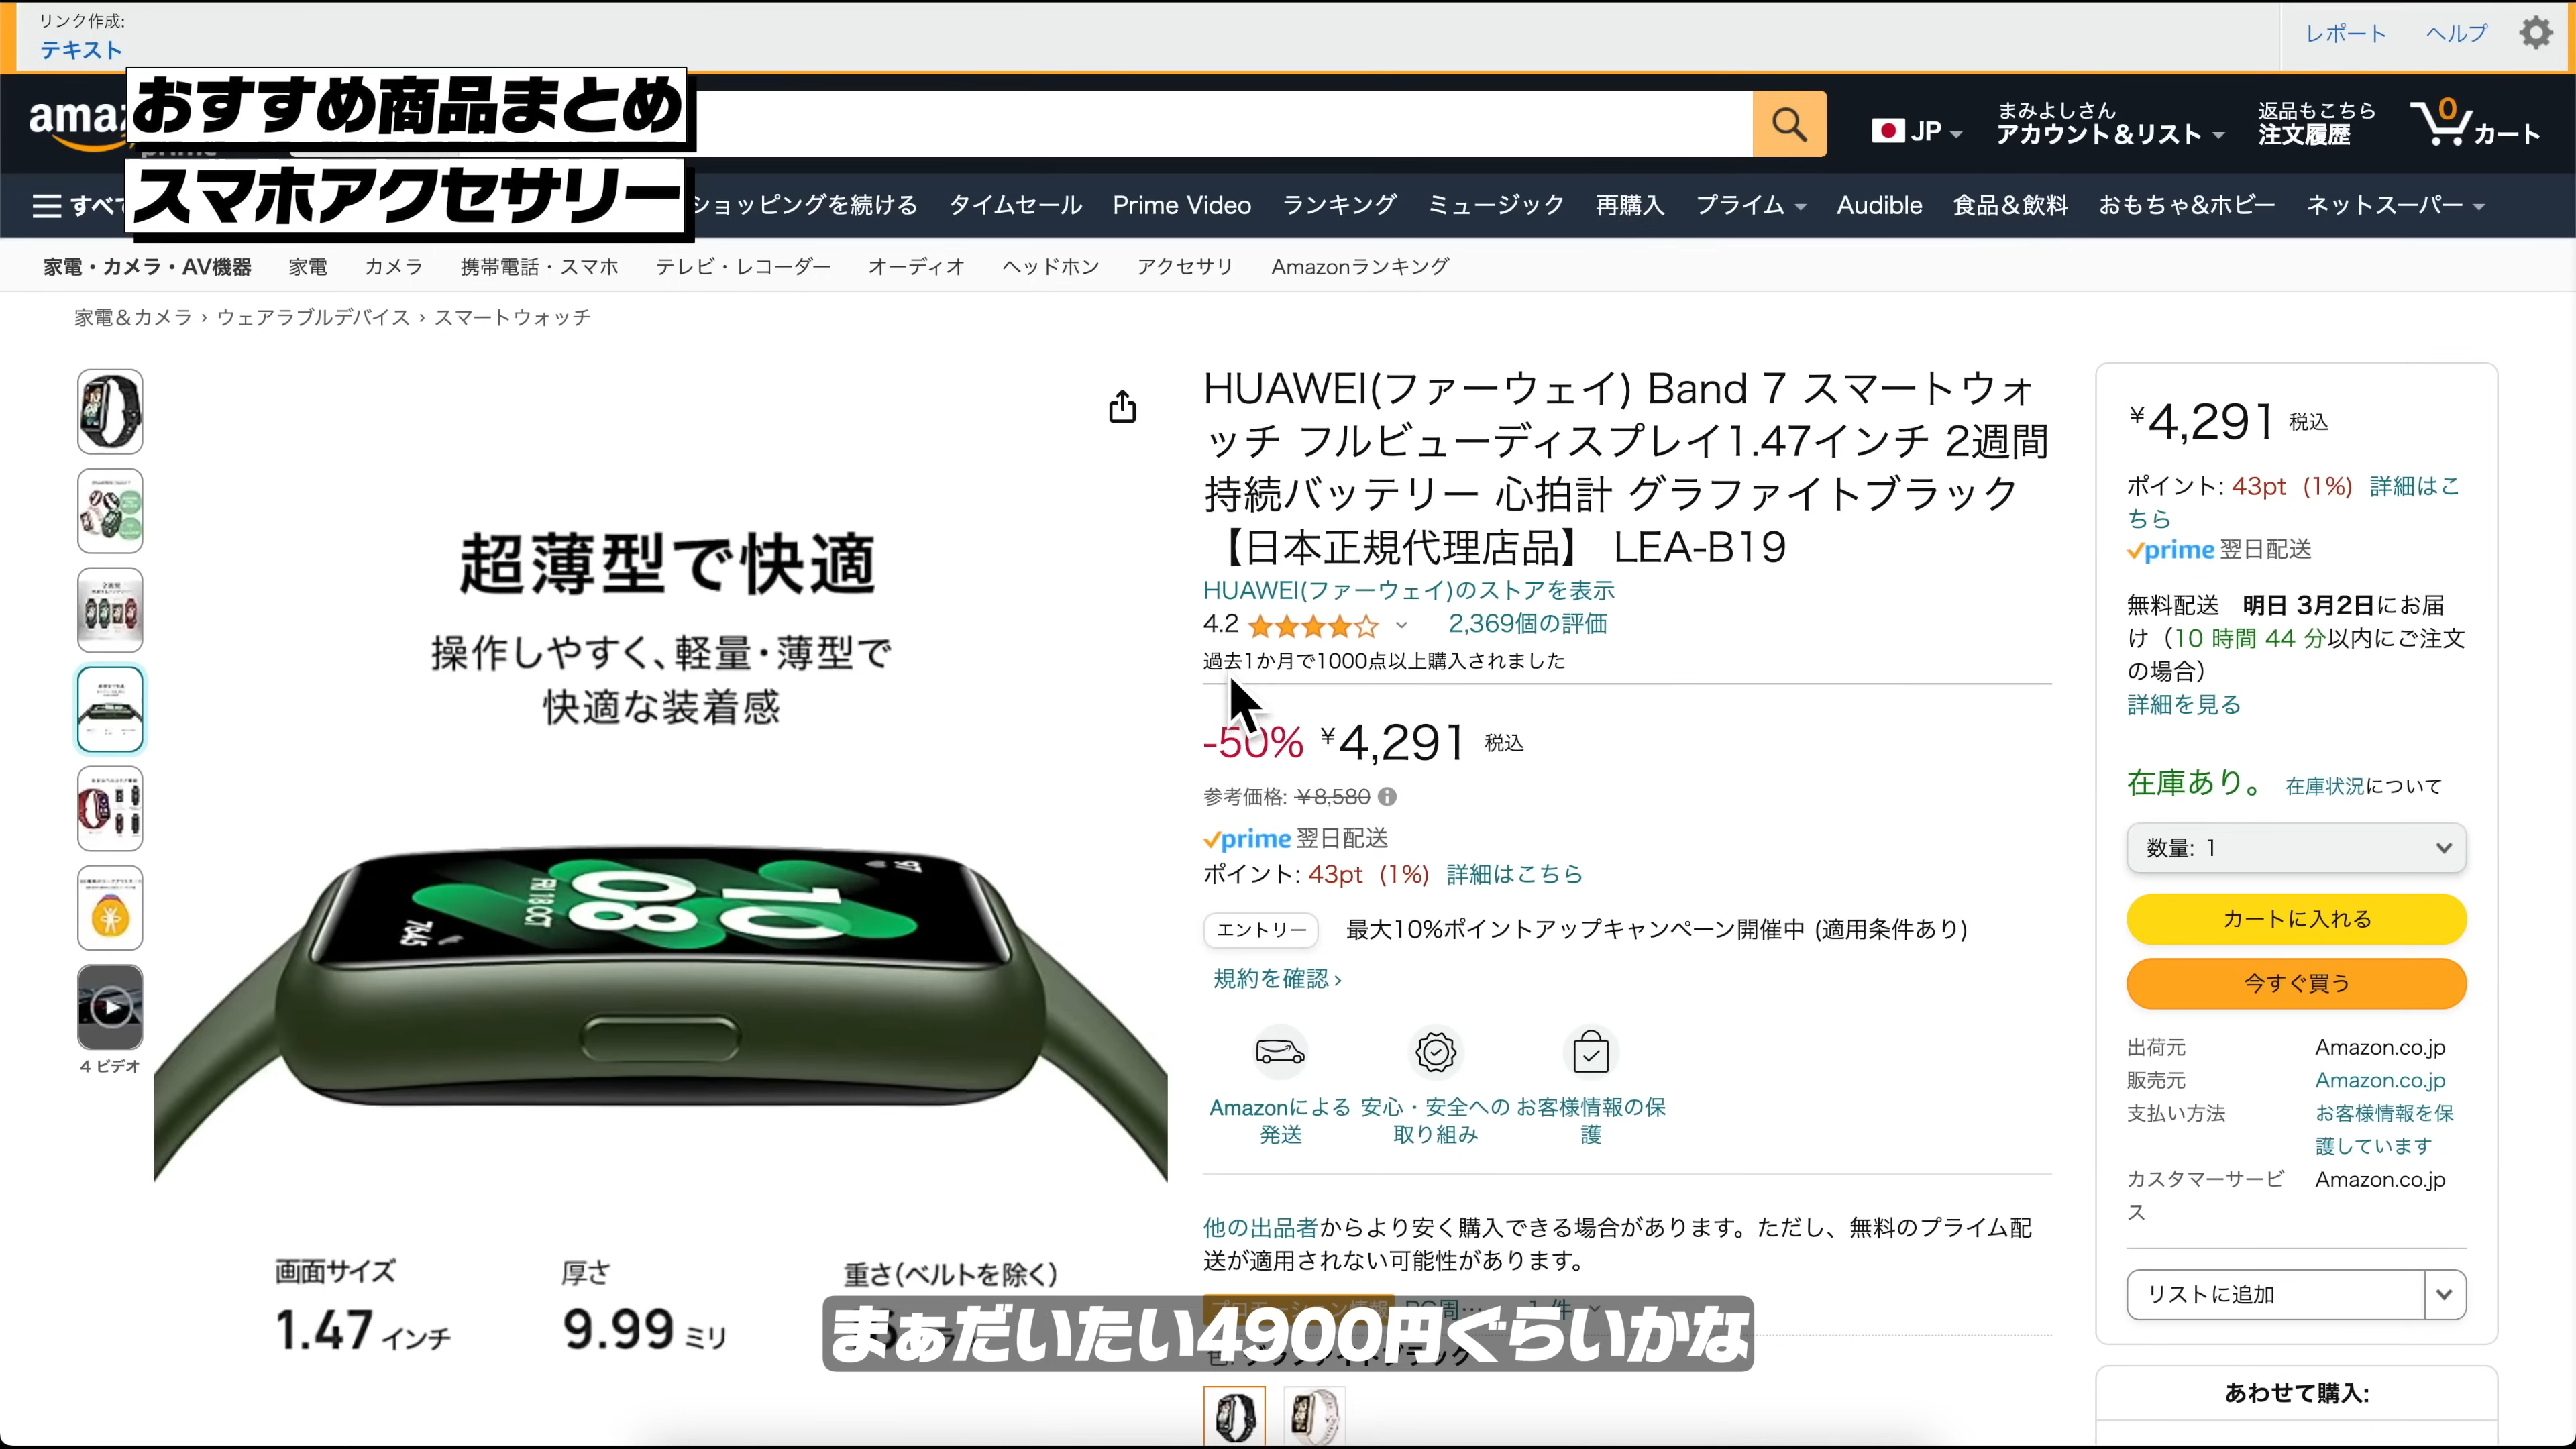 リンク作成:
テキスト
レポート
ヘルプ
おすすめ商品まとめ
スマホアクセサリー
JP
まみよしさん
アカウント&リスト
返品もこちら
注文履歴
0
カート
ショッピングを続ける
タイムセール
Prime Video
ランキング
ミュージック
再購入
プライム
Audible
食品&飲料
おもちゃ&ホビー
ネットスーパー
家電・カメラ・AV機器
家電
カメラ
携帯電話・スマホ
テレビ・レコーダー
オーディオ
ヘッドホン
アクセサリ
Amazonランキング
家電&カメラ › ウェアラブルデバイス › スマートウォッチ
4 ビデオ
超薄型で快適
操作しやすく、軽量・薄型で
快適な装着感
画面サイズ
1.47 インチ
厚さ
9.99 ミリ
重さ(ベルトを除く)
HUAWEI(ファーウェイ) Band 7 スマートウォ
ッチ フルビューディスプレイ1.47インチ 2週間
持続バッテリー 心拍計 グラファイトブラック
【日本正規代理店品】 LEA-B19
HUAWEI(ファーウェイ)のストアを表示
4.2
2,369個の評価
過去1か月で1000点以上購入されました
-50% ¥4,291 税込
参考価格: ¥8,580
prime 翌日配送
ポイント: 43pt (1%) 詳細はこちら
エントリー
最大10%ポイントアップキャンペーン開催中 (適用条件あり)
規約を確認 ›
Amazonによる
発送
安心・安全への
取り組み
お客様情報の保
護
他の出品者からより安く購入できる場合があります。ただし、無料のプライム配
送が適用されない可能性があります。
まぁだいたい4900円ぐらいかな
¥4,291 税込
ポイント: 43pt (1%) 詳細はこ
ちら
prime 翌日配送
無料配送 明日 3月2日にお届
け（10 時間 44 分以内にご注文
の場合）
詳細を見る
在庫あり。
在庫状況について
数量: 1
カートに入れる
今すぐ買う
出荷元 Amazon.co.jp
販売元 Amazon.co.jp
支払い方法 お客様情報を保
護しています
カスタマーサービ Amazon.co.jp
ス
リストに追加
あわせて購入: